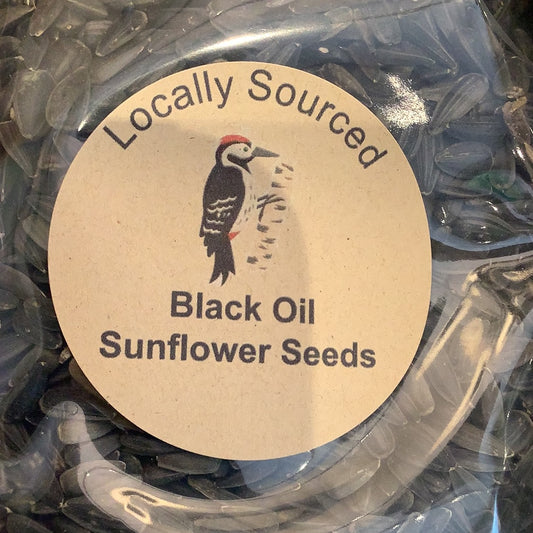 Locally Sourced
Black Oil
Sunflower Seeds